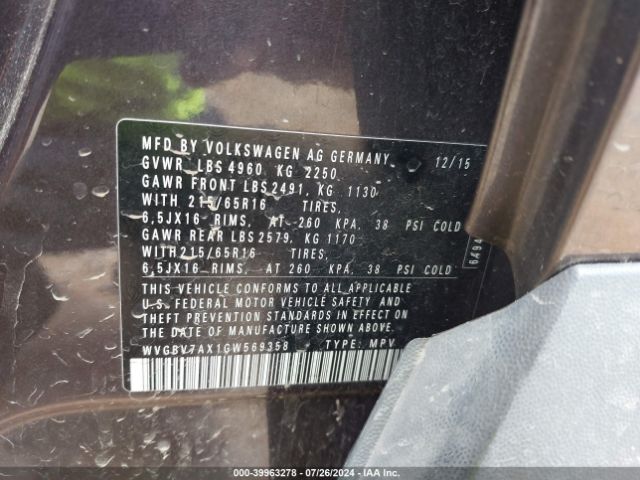 MFD BY VOLKSWAGEN AG GERMANY 12/15
GVWR LBS 4960 KG 2250
GAWR FRONT LBS 2491, KG 1130
WITH 215/65R16 TIRES,
6,5JX16 RIMS, AT 260 KPA, 38 PSI COLD
GAWR REAR LBS 2579, KG 1170
WITH 215/65R16 TIRES,
6,5JX16 RIMS, AT 260 KPA, 38 PSI COLD
THIS VEHICLE CONFORMS TO ALL APPLICABLE
U.S. FEDERAL MOTOR VEHICLE SAFETY AND
THEFT PREVENTION STANDARDS IN EFFECT ON
THE DATE OF MANUFACTURE SHOWN ABOVE
WVGBV7AX1GW569358 TYPE: MPV
000-39963278 / 07/26/2024 / IAA Inc.